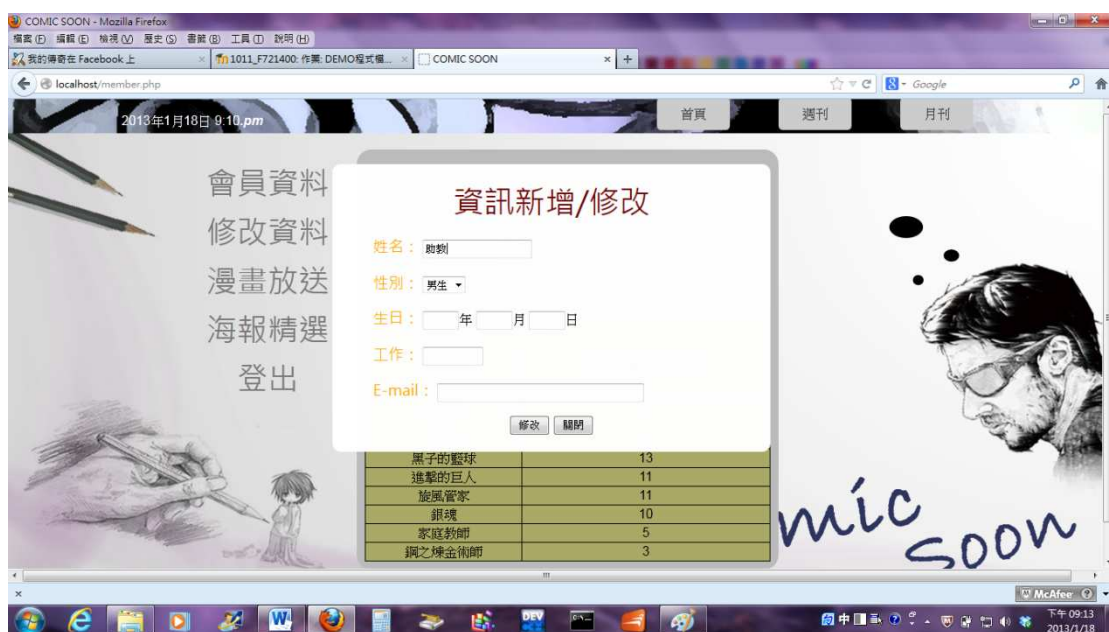 COMIC SOON - Mozilla Firefox
檔案(F) 編輯(E) 檢視(V) 歷史(S) 書籤(B) 工具(T) 說明(H)
我的傳奇在 Facebook 上 × 1011_F721400: 作業: DEMO程式檔... × COMIC SOON × +
localhost/member.php Google
2013年1月18日 9:10.pm 首頁 週刊 月刊
會員資料
修改資料
漫畫放送
海報精選
登出
資訊新增/修改
姓名： 助教
性別： 男生
生日： 年 月 日
工作：
E-mail：
修改 關閉
黑子的藍球 13
進擊的巨人 11
旋風管家 11
銀魂 10
家庭教師 5
鋼之煉金術師 3
mic
soon
× McAfee
W DEV 中 下午 09:13
2013/1/18